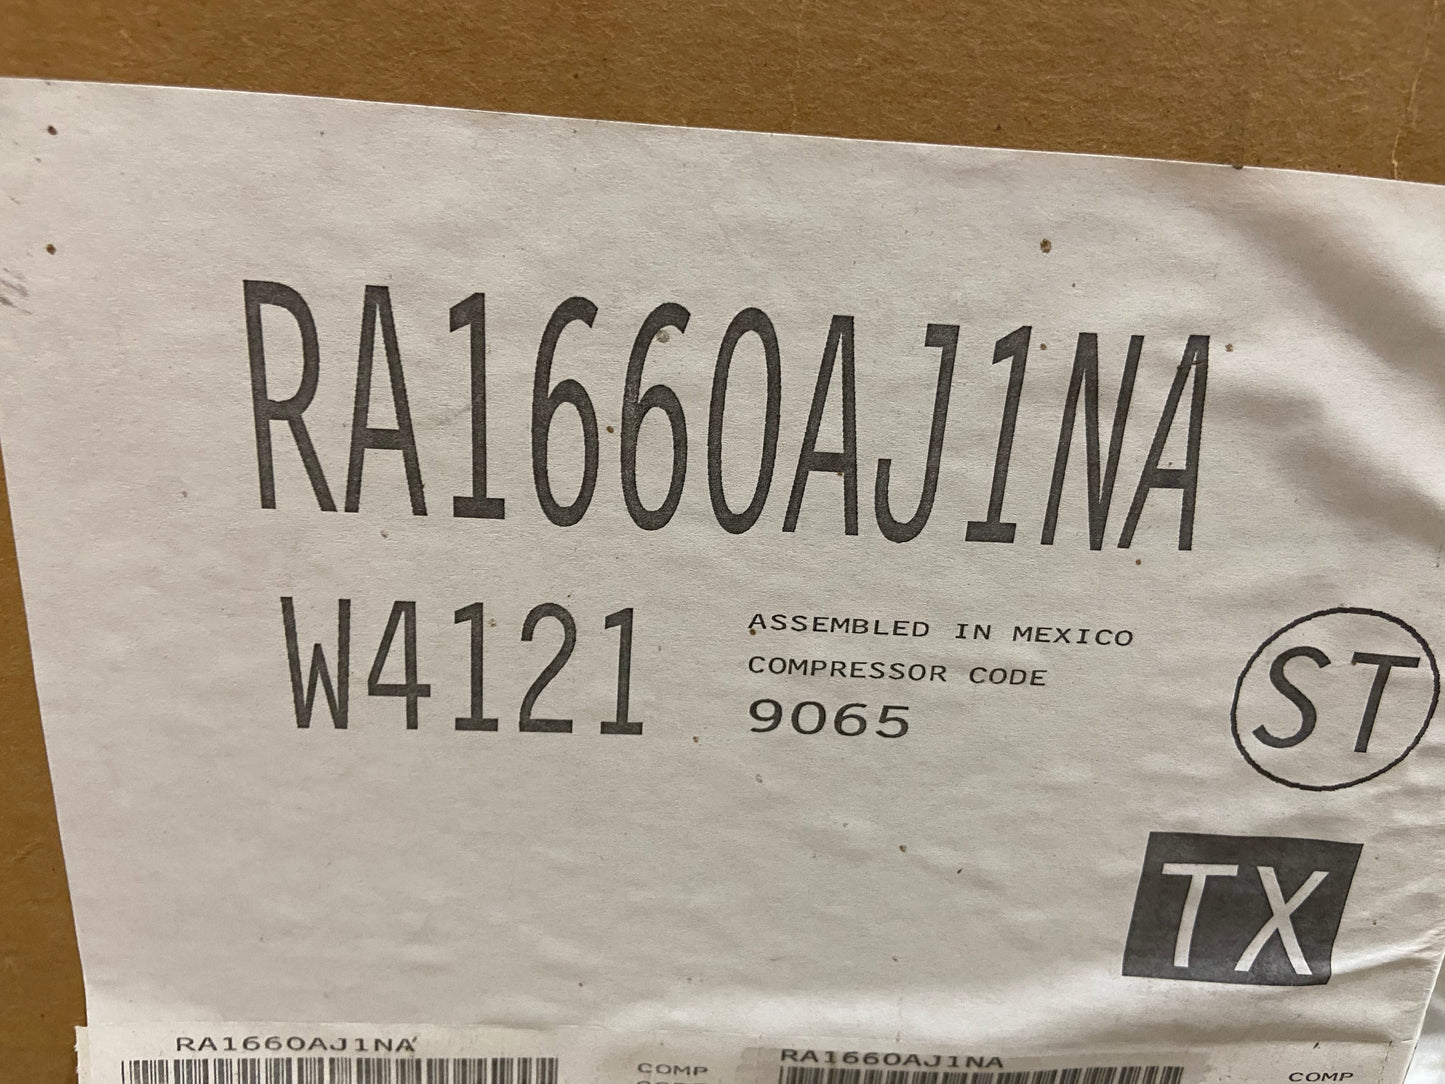 RA1660AJ1NA
W4121
ASSEMBLED IN MEXICO
COMPRESSOR CODE
9065
ST
TX
RA1660AJ1NA
COMP
RA1660AJ1NA
COMP